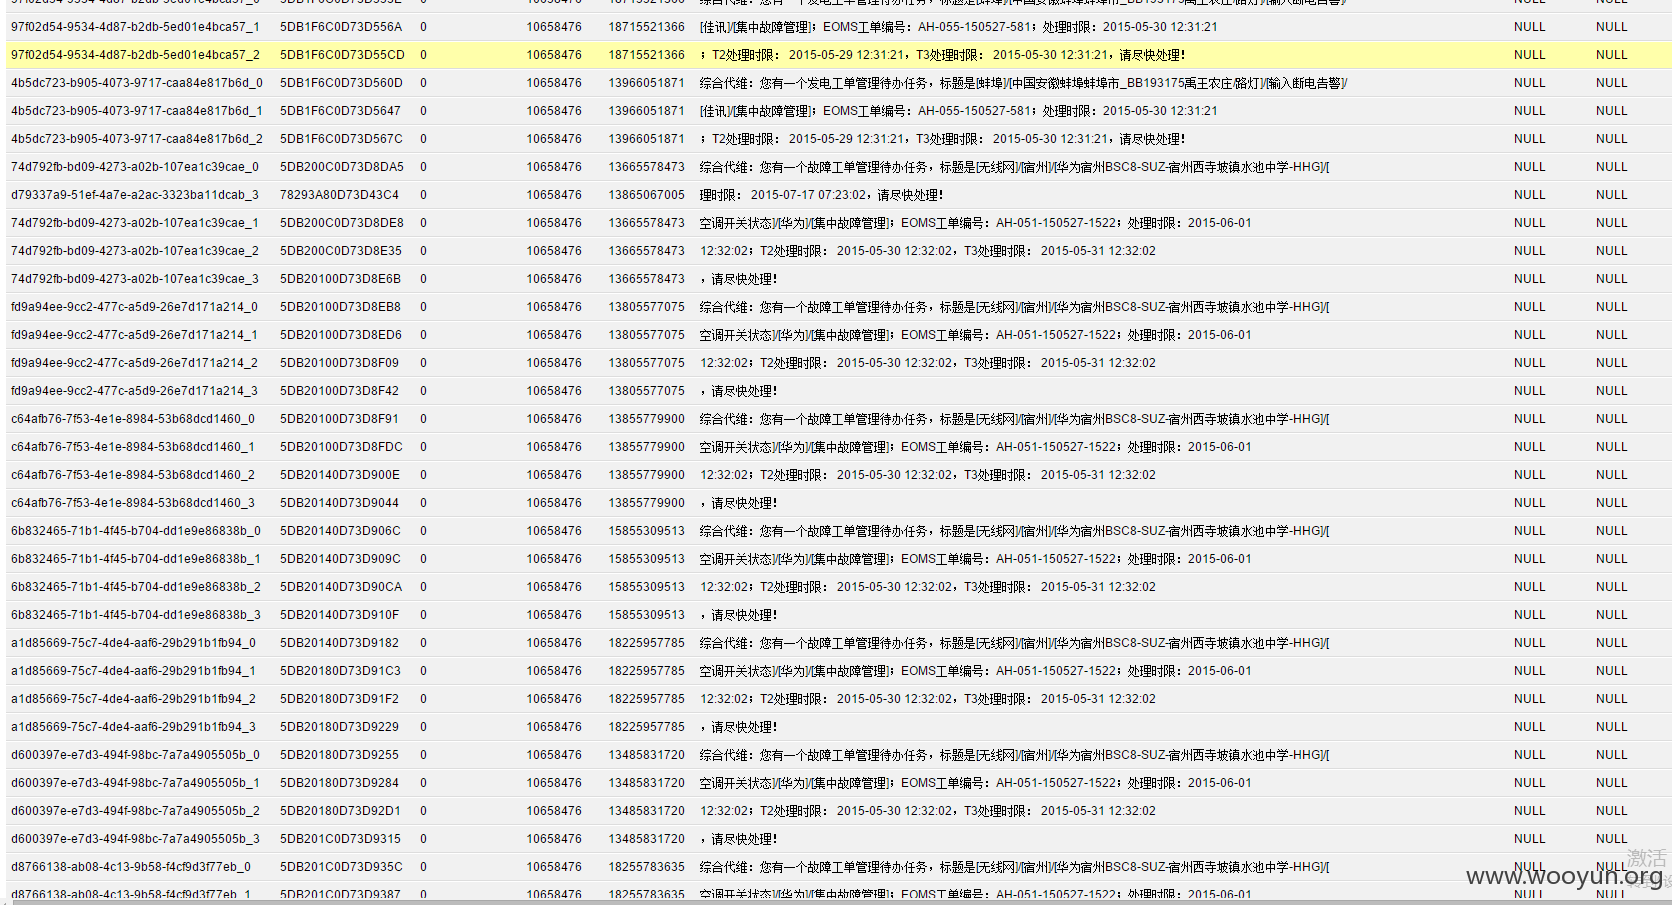 97f02d54-9534-4d87-b2db-5ed01e4bca57_1 5DB1F6C0D73D556A 0 10658476 18715521366 [佳讯]/[集中故障管理]；EOMS工单编号：AH-055-150527-581；处理时限：2015-05-30 12:31:21 NULL NULL
97f02d54-9534-4d87-b2db-5ed01e4bca57_2 5DB1F6C0D73D55CD 0 10658476 18715521366 ；T2处理时限： 2015-05-29 12:31:21，T3处理时限： 2015-05-30 12:31:21，请尽快处理！ NULL NULL
4b5dc723-b905-4073-9717-caa84e817b6d_0 5DB1F6C0D73D560D 0 10658476 13966051871 综合代维：您有一个发电工单待办任务，标题是[蚌埠]/[中国安徽蚌埠蚌埠市_BB193175禹王农庄/路灯]/[输入断电告警]/ NULL NULL
4b5dc723-b905-4073-9717-caa84e817b6d_1 5DB1F6C0D73D5647 0 10658476 13966051871 [佳讯]/[集中故障管理]；EOMS工单编号：AH-055-150527-581；处理时限：2015-05-30 12:31:21 NULL NULL
4b5dc723-b905-4073-9717-caa84e817b6d_2 5DB1F6C0D73D567C 0 10658476 13966051871 ；T2处理时限： 2015-05-29 12:31:21，T3处理时限： 2015-05-30 12:31:21，请尽快处理！ NULL NULL
74d792fb-bd09-4273-a02b-107ea1c39cae_0 5DB200C0D73D8DA5 0 10658476 13665578473 综合代维：您有一个故障工单管理待办任务，标题是[无线网]/[宿州]/[华为宿州BSC8-SUZ-宿州西寺坡镇水池中学-HHG]/[ NULL NULL
d79337a9-51ef-4a7e-a2ac-3323ba11dcab_3 78293A80D73D43C4 0 10658476 13865067005 理时限： 2015-07-17 07:23:02，请尽快处理！ NULL NULL
74d792fb-bd09-4273-a02b-107ea1c39cae_1 5DB200C0D73D8DE8 0 10658476 13665578473 空调开关状态]/[华为]/[集中故障管理]；EOMS工单编号：AH-051-150527-1522；处理时限：2015-06-01 NULL NULL
74d792fb-bd09-4273-a02b-107ea1c39cae_2 5DB200C0D73D8E35 0 10658476 13665578473 12:32:02；T2处理时限： 2015-05-30 12:32:02，T3处理时限： 2015-05-31 12:32:02 NULL NULL
74d792fb-bd09-4273-a02b-107ea1c39cae_3 5DB20100D73D8E6B 0 10658476 13665578473 ，请尽快处理！ NULL NULL
fd9a94ee-9cc2-477c-a5d9-26e7d171a214_0 5DB20100D73D8EB8 0 10658476 13805577075 综合代维：您有一个故障工单管理待办任务，标题是[无线网]/[宿州]/[华为宿州BSC8-SUZ-宿州西寺坡镇水池中学-HHG]/[ NULL NULL
fd9a94ee-9cc2-477c-a5d9-26e7d171a214_1 5DB20100D73D8ED6 0 10658476 13805577075 空调开关状态]/[华为]/[集中故障管理]；EOMS工单编号：AH-051-150527-1522；处理时限：2015-06-01 NULL NULL
fd9a94ee-9cc2-477c-a5d9-26e7d171a214_2 5DB20100D73D8F09 0 10658476 13805577075 12:32:02；T2处理时限： 2015-05-30 12:32:02，T3处理时限： 2015-05-31 12:32:02 NULL NULL
fd9a94ee-9cc2-477c-a5d9-26e7d171a214_3 5DB20100D73D8F42 0 10658476 13805577075 ，请尽快处理！ NULL NULL
c64afb76-7f53-4e1e-8984-53b68dcd1460_0 5DB20100D73D8F91 0 10658476 13855779900 综合代维：您有一个故障工单管理待办任务，标题是[无线网]/[宿州]/[华为宿州BSC8-SUZ-宿州西寺坡镇水池中学-HHG]/[ NULL NULL
c64afb76-7f53-4e1e-8984-53b68dcd1460_1 5DB20100D73D8FDC 0 10658476 13855779900 空调开关状态]/[华为]/[集中故障管理]；EOMS工单编号：AH-051-150527-1522；处理时限：2015-06-01 NULL NULL
c64afb76-7f53-4e1e-8984-53b68dcd1460_2 5DB20140D73D900E 0 10658476 13855779900 12:32:02；T2处理时限： 2015-05-30 12:32:02，T3处理时限： 2015-05-31 12:32:02 NULL NULL
c64afb76-7f53-4e1e-8984-53b68dcd1460_3 5DB20140D73D9044 0 10658476 13855779900 ，请尽快处理！ NULL NULL
6b832465-71b1-4f45-b704-dd1e9e86838b_0 5DB20140D73D906C 0 10658476 15855309513 综合代维：您有一个故障工单管理待办任务，标题是[无线网]/[宿州]/[华为宿州BSC8-SUZ-宿州西寺坡镇水池中学-HHG]/[ NULL NULL
6b832465-71b1-4f45-b704-dd1e9e86838b_1 5DB20140D73D909C 0 10658476 15855309513 空调开关状态]/[华为]/[集中故障管理]；EOMS工单编号：AH-051-150527-1522；处理时限：2015-06-01 NULL NULL
6b832465-71b1-4f45-b704-dd1e9e86838b_2 5DB20140D73D90CA 0 10658476 15855309513 12:32:02；T2处理时限： 2015-05-30 12:32:02，T3处理时限： 2015-05-31 12:32:02 NULL NULL
6b832465-71b1-4f45-b704-dd1e9e86838b_3 5DB20140D73D910F 0 10658476 15855309513 ，请尽快处理！ NULL NULL
a1d85669-75c7-4de4-aaf6-29b291b1fb94_0 5DB20140D73D9182 0 10658476 18225957785 综合代维：您有一个故障工单管理待办任务，标题是[无线网]/[宿州]/[华为宿州BSC8-SUZ-宿州西寺坡镇水池中学-HHG]/[ NULL NULL
a1d85669-75c7-4de4-aaf6-29b291b1fb94_1 5DB20180D73D91C3 0 10658476 18225957785 空调开关状态]/[华为]/[集中故障管理]；EOMS工单编号：AH-051-150527-1522；处理时限：2015-06-01 NULL NULL
a1d85669-75c7-4de4-aaf6-29b291b1fb94_2 5DB20180D73D91F2 0 10658476 18225957785 12:32:02；T2处理时限： 2015-05-30 12:32:02，T3处理时限： 2015-05-31 12:32:02 NULL NULL
a1d85669-75c7-4de4-aaf6-29b291b1fb94_3 5DB20180D73D9229 0 10658476 18225957785 ，请尽快处理！ NULL NULL
d600397e-e7d3-494f-98bc-7a7a4905505b_0 5DB20180D73D9255 0 10658476 13485831720 综合代维：您有一个故障工单管理待办任务，标题是[无线网]/[宿州]/[华为宿州BSC8-SUZ-宿州西寺坡镇水池中学-HHG]/[ NULL NULL
d600397e-e7d3-494f-98bc-7a7a4905505b_1 5DB20180D73D9284 0 10658476 13485831720 空调开关状态]/[华为]/[集中故障管理]；EOMS工单编号：AH-051-150527-1522；处理时限：2015-06-01 NULL NULL
d600397e-e7d3-494f-98bc-7a7a4905505b_2 5DB20180D73D92D1 0 10658476 13485831720 12:32:02；T2处理时限： 2015-05-30 12:32:02，T3处理时限： 2015-05-31 12:32:02 NULL NULL
d600397e-e7d3-494f-98bc-7a7a4905505b_3 5DB201C0D73D9315 0 10658476 13485831720 ，请尽快处理！ NULL NULL
d8766138-ab08-4c13-9b58-f4cf9d3f77eb_0 5DB201C0D73D935C 0 10658476 18255783635 综合代维：您有一个故障工单管理待办任务，标题是[无线网]/[宿州]/[华为宿州BSC8-SUZ-宿州西寺坡镇水池中学-HHG]/[ NULL NULL
d8766138-ab08-4c13-9b58-f4cf9d3f77eb_1 5DB201C0D73D9387 0 10658476 18255783635 空调开关状态]/[华为]/[集中故障管理]；EOMS工单编号：AH-051-150527-1522；处理时限：2015-06-01 NULL NULL
激活
www.wooyun.org